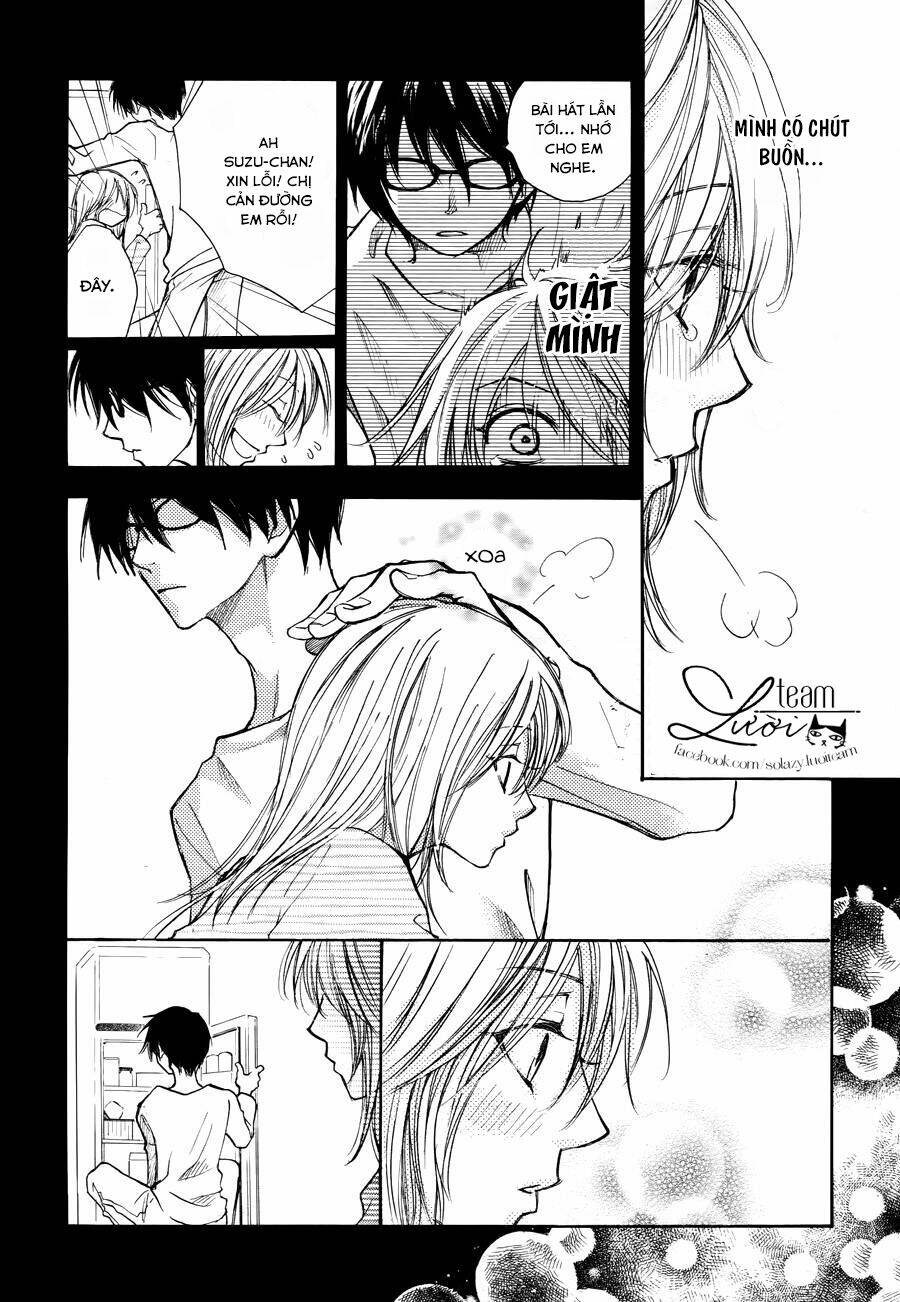 MÌNH CÓ CHÚT
BUỒN...
BÀI HÁT LẦN
TỚI... NHỚ
CHO EM
NGHE.
GIẬT
MÌNH
AH
SUZU-CHAN!
XIN LỖI! CHỊ
CẢN ĐƯỜNG
EM RỒI!
ĐÂY.
xoa
team
Lười
facebook.com/solazy.luoiteam